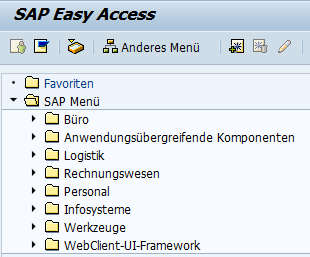 SAP Easy Access
Anderes Menü
Favoriten
SAP Menü
Büro
Anwendungsübergreifende Komponenten
Logistik
Rechnungswesen
Personal
Infosysteme
Werkzeuge
WebClient-UI-Framework